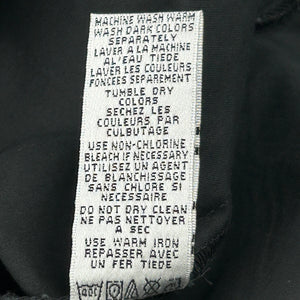 MACHINE WASH WARM
WASH DARK COLORS
SEPARATELY
LAVER A LA MACHINE
AL'EAU TIEDE
LAVER LES COULEURS
FONCEES SEPAREMENT
TUMBLE DRY
COLORS
SECHEZ LES
COULEURS PAR
CULBUTAGE
USE NON-CHLORINE
BLEACH IF NECESSARY
UTILISEZ UN AGENT
DE BLANCHISSAGE
SANS CHLORE SI
NECESSAIRE
DO NOT DRY CLEAN
NE PAS NETTOYER
A SEC
USE WARM IRON
REPASSER AVEC
UN FER TIEDE